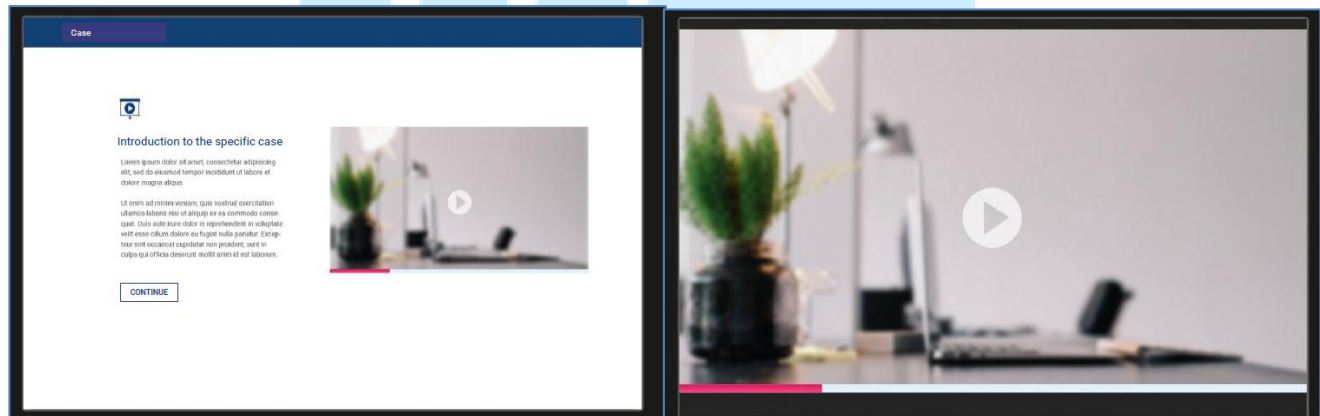 Case
Introduction to the specific case
Lorem ipsum dolor sit amet, consectetur adipisicing
elit, sed do eiusmod tempor incididunt ut labore et
dolore magna aliqua.
Ut enim ad minim veniam, quis nostrud exercitation
ullamco laboris nisi ut aliquip ex ea commodo conse-
quat. Duis aute irure dolor in reprehenderit in voluptate
velit esse cillum dolore eu fugiat nulla pariatur. Excep-
teur sint occaecat cupidatat non proident, sunt in
culpa qui officia deserunt mollit anim id est laborum.
CONTINUE